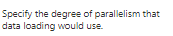 Specify the degree of parallelism that
data loading would use.